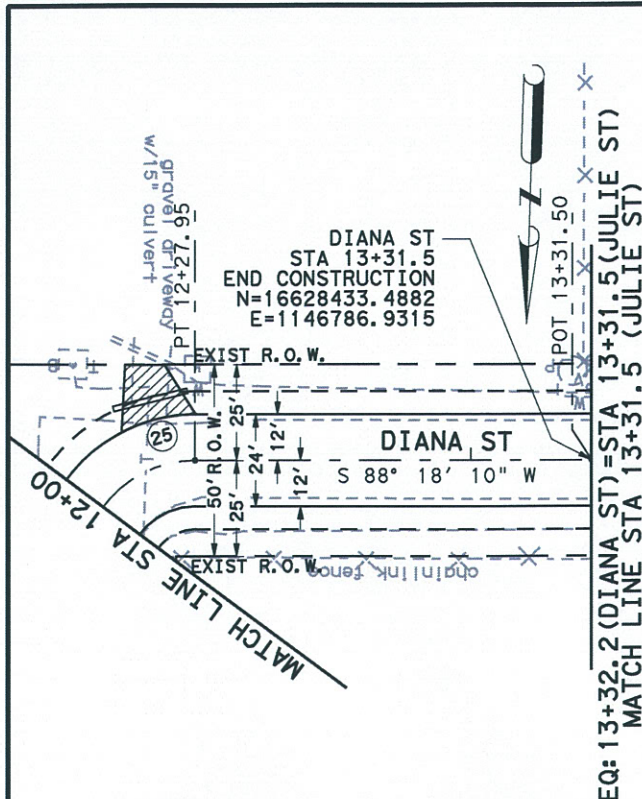 gravel driveway
w/15" culvert
PT 12+27.95
DIANA ST
STA 13+31.5
END CONSTRUCTION
N=16628433.4882
E=1146786.9315
N
POT 13+31.50
EXIST R.O.W.
25
50' R.O.W.
25'
25'
24'
12'
12'
DIANA ST
S 88° 18' 10" W
EXIST R.O.W.
chainlink fence
MATCH LINE STA 12+00
EQ: 13+32.2 (DIANA ST)=STA 13+31.5 (JULIE ST)
MATCH LINE STA 13+31.5 (JULIE ST)